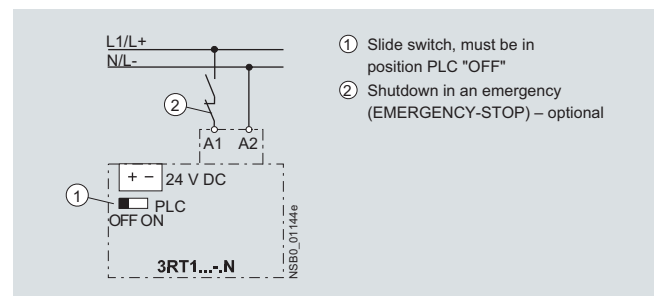 L1/L+
N/L-
2
A1 A2
+ − 24 V DC
1
PLC
OFF ON
3RT1...-.N
NSB0_01144e
1 Slide switch, must be in
position PLC "OFF"
2 Shutdown in an emergency
(EMERGENCY-STOP) – optional